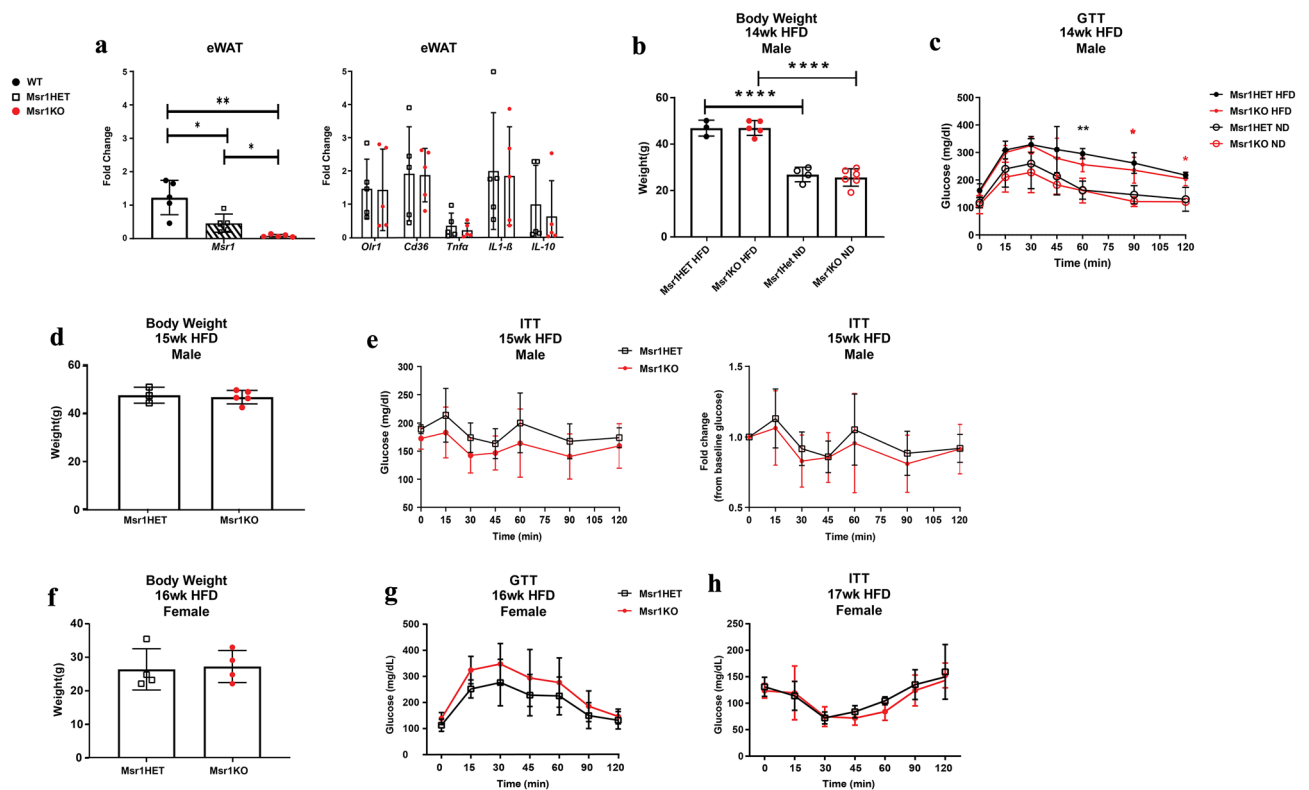 a
eWAT
WT
Msr1HET
Msr1KO
Fold Change
5
4
3
2
1
0
**
*
*
Msr1
eWAT
Fold Change
5
4
3
2
1
0
Olr1 Cd36 Tnfα IL1-ß IL-10
b
Body Weight
14wk HFD
Male
Weight(g)
60
40
20
0
****
****
Msr1HET HFD
Msr1KO HFD
Msr1Het ND
Msr1KO ND
c
GTT
14wk HFD
Male
Glucose (mg/dl)
500
400
300
200
100
0
** * *
0 15 30 45 60 75 90 105 120
Time (min)
Msr1HET HFD
Msr1KO HFD
Msr1HET ND
Msr1KO ND
d
Body Weight
15wk HFD
Male
Weight(g)
60
40
20
0
Msr1HET Msr1KO
e
ITT
15wk HFD
Male
Glucose (mg/dl)
300
250
200
150
100
50
0 15 30 45 60 75 90 105 120
Time (min)
Msr1HET
Msr1KO
ITT
15wk HFD
Male
Fold change
(from baseline glucose)
1.5
1.0
0.5
0 15 30 45 60 75 90 105 120
Time (min)
f
Body Weight
16wk HFD
Female
Weight(g)
40
30
20
10
0
Msr1HET Msr1KO
g
GTT
16wk HFD
Female
Glucose (mg/dL)
500
400
300
200
100
0
0 15 30 45 60 90 120
Time (min)
Msr1HET
Msr1KO
h
ITT
17wk HFD
Female
Glucose (mg/dL)
250
200
150
100
50
0
0 15 30 45 60 90 120
Time (min)